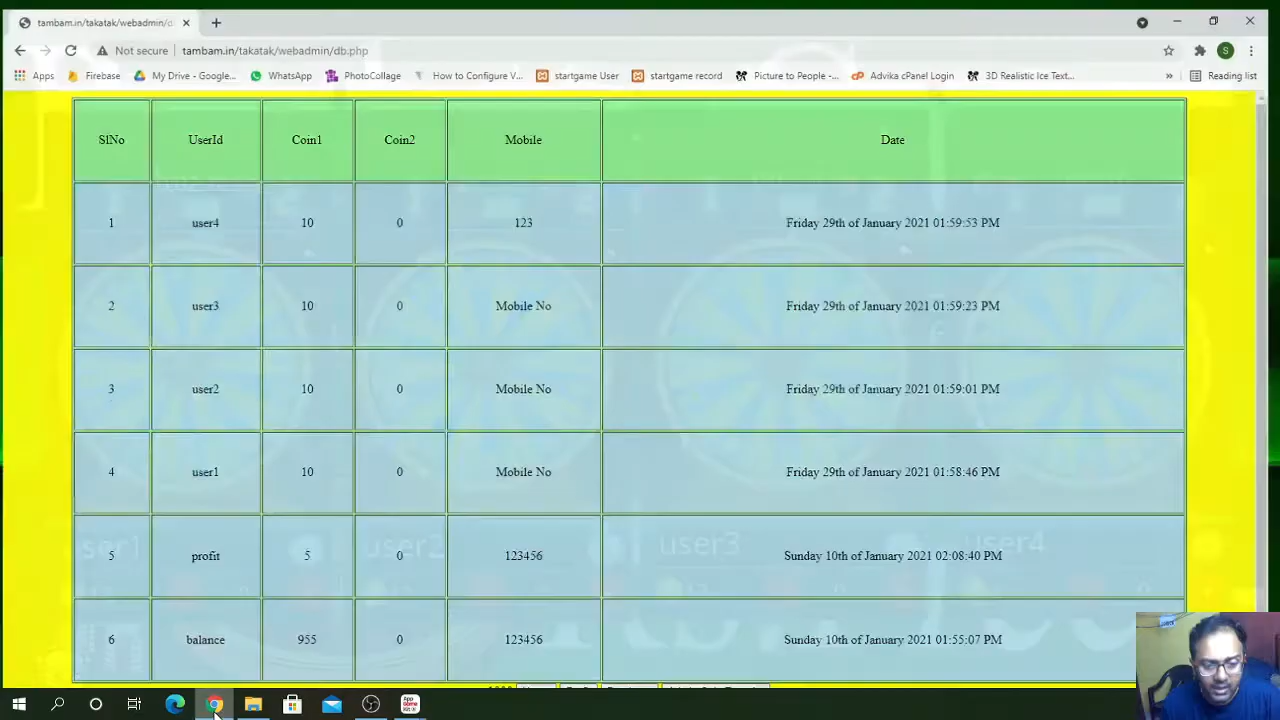 tambam.in/takatak/webadmin/d
Not secure tambam.in/takatak/webadmin/db.php S
Apps Firebase My Drive - Google... WhatsApp PhotoCollage How to Configure V... startgame User startgame record Picture to People -... Advika cPanel Login 3D Realistic Ice Text... » Reading list
SlNo UserId Coin1 Coin2 Mobile Date
1 user4 10 0 123 Friday 29th of January 2021 01:59:53 PM
2 user3 10 0 Mobile No Friday 29th of January 2021 01:59:23 PM
3 user2 10 0 Mobile No Friday 29th of January 2021 01:59:01 PM
4 user1 10 0 Mobile No Friday 29th of January 2021 01:58:46 PM
user1 user2 user3 user4
5 profit 5 0 123456 Sunday 10th of January 2021 02:08:40 PM
6 balance 955 0 123456 Sunday 10th of January 2021 01:55:07 PM